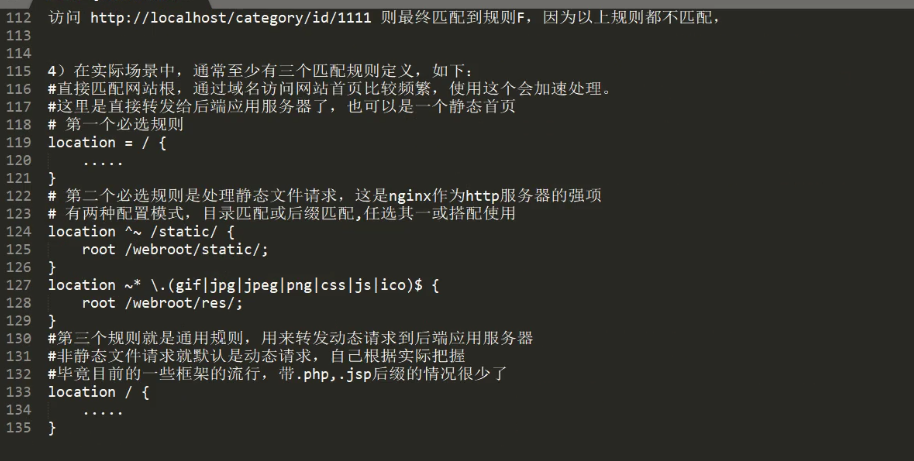 112 访问 http://localhost/category/id/1111 则最终匹配到规则F，因为以上规则都不匹配，
113
114
115 4）在实际场景中，通常至少有三个匹配规则定义，如下：
116 #直接匹配网站根，通过域名访问网站首页比较频繁，使用这个会加速处理。
117 #这里是直接转发给后端应用服务器了，也可以是一个静态首页
118 # 第一个必选规则
119 location = / {
120     .....
121 }
122 # 第二个必选规则是处理静态文件请求，这是nginx作为http服务器的强项
123 # 有两种配置模式，目录匹配或后缀匹配,任选其一或搭配使用
124 location ^~ /static/ {
125     root /webroot/static/;
126 }
127 location ~* \.(gif|jpg|jpeg|png|css|js|ico)$ {
128     root /webroot/res/;
129 }
130 #第三个规则就是通用规则，用来转发动态请求到后端应用服务器
131 #非静态文件请求就默认是动态请求，自己根据实际把握
132 #毕竟目前的一些框架的流行，带.php,.jsp后缀的情况很少了
133 location / {
134     .....
135 }